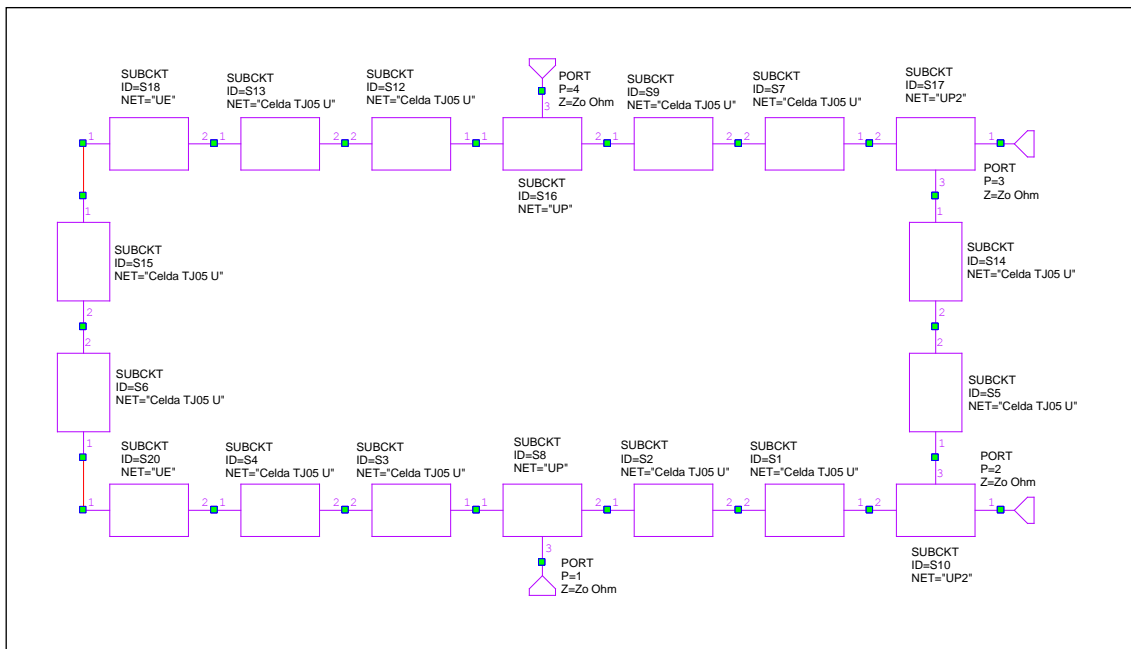 SUBCKT
ID=S18
NET="UE"
SUBCKT
ID=S13
NET="Celda TJ05 U"
SUBCKT
ID=S12
NET="Celda TJ05 U"
PORT
P=4
Z=Zo Ohm
SUBCKT
ID=S9
NET="Celda TJ05 U"
SUBCKT
ID=S7
NET="Celda TJ05 U"
SUBCKT
ID=S17
NET="UP2"
1 2 1 2 2 1 1 3 2 1 2 2 1 2 1
SUBCKT
ID=S16
NET="UP"
PORT
P=3
Z=Zo Ohm
3
1
1
SUBCKT
ID=S15
NET="Celda TJ05 U"
SUBCKT
ID=S14
NET="Celda TJ05 U"
2
2
2
2
SUBCKT
ID=S6
NET="Celda TJ05 U"
SUBCKT
ID=S5
NET="Celda TJ05 U"
1
1
SUBCKT
ID=S20
NET="UE"
SUBCKT
ID=S4
NET="Celda TJ05 U"
SUBCKT
ID=S3
NET="Celda TJ05 U"
SUBCKT
ID=S8
NET="UP"
SUBCKT
ID=S2
NET="Celda TJ05 U"
SUBCKT
ID=S1
NET="Celda TJ05 U"
PORT
P=2
Z=Zo Ohm
3
1 2 1 2 2 1 1 2 1 2 2 1 2 1
3
PORT
P=1
Z=Zo Ohm
SUBCKT
ID=S10
NET="UP2"